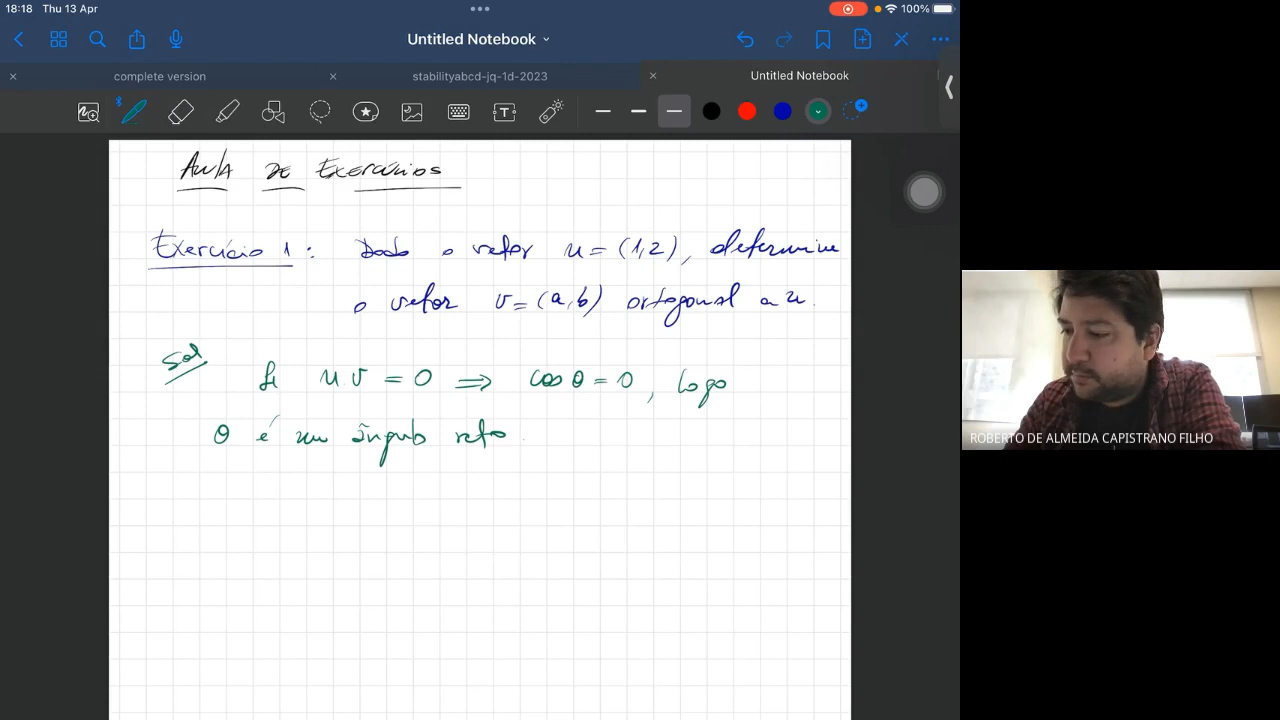 18:18 Thu 13 Apr
100%
Untitled Notebook
complete version
stabilityabcd-jq-1d-2023
Untitled Notebook
AulA DE Exercícios
Exercício 1: Dado o vetor u = (1,2), determine
o vetor v = (a,b) ortogonal a u.
Sol
Se u v = 0 ⟹ cos θ = 0, logo
θ é um ângulo reto
ROBERTO DE ALMEIDA CAPISTRANO FILHO